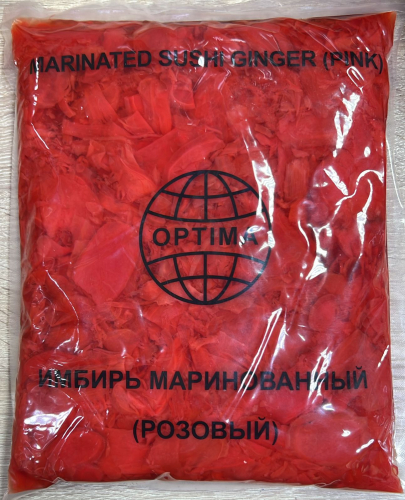 MARINATED SUSHI GINGER (PINK)
OPTIMA
ИМБИРЬ МАРИНОВАННЫЙ
(РОЗОВЫЙ)